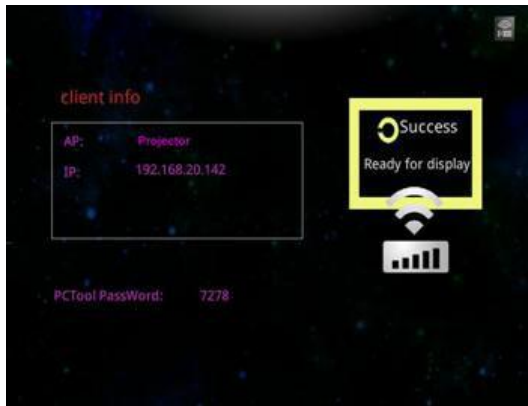 client info
AP: Projector
IP: 192.168.20.142
Success
Ready for display
PCTool PassWord: 7278